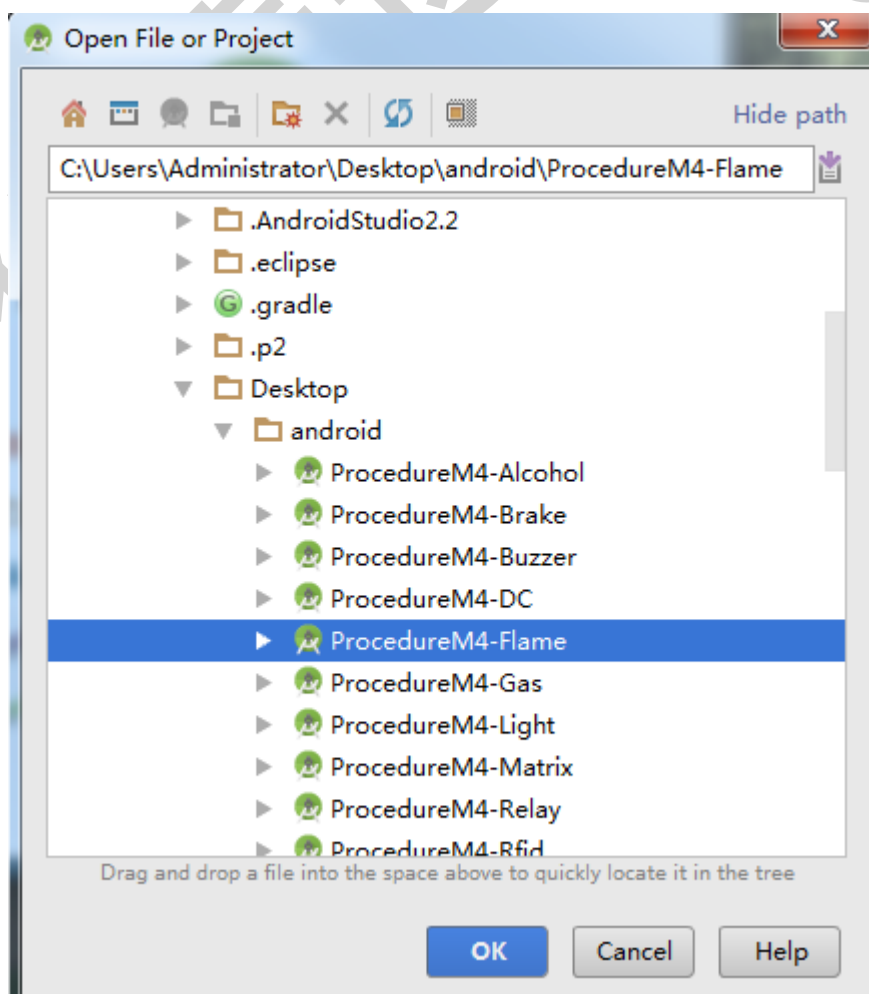 Open File or Project
Hide path
C:\Users\Administrator\Desktop\android\ProcedureM4-Flame
.AndroidStudio2.2
.eclipse
.gradle
.p2
Desktop
android
ProcedureM4-Alcohol
ProcedureM4-Brake
ProcedureM4-Buzzer
ProcedureM4-DC
ProcedureM4-Flame
ProcedureM4-Gas
ProcedureM4-Light
ProcedureM4-Matrix
ProcedureM4-Relay
ProcedureM4-Rfid
Drag and drop a file into the space above to quickly locate it in the tree
OK Cancel Help